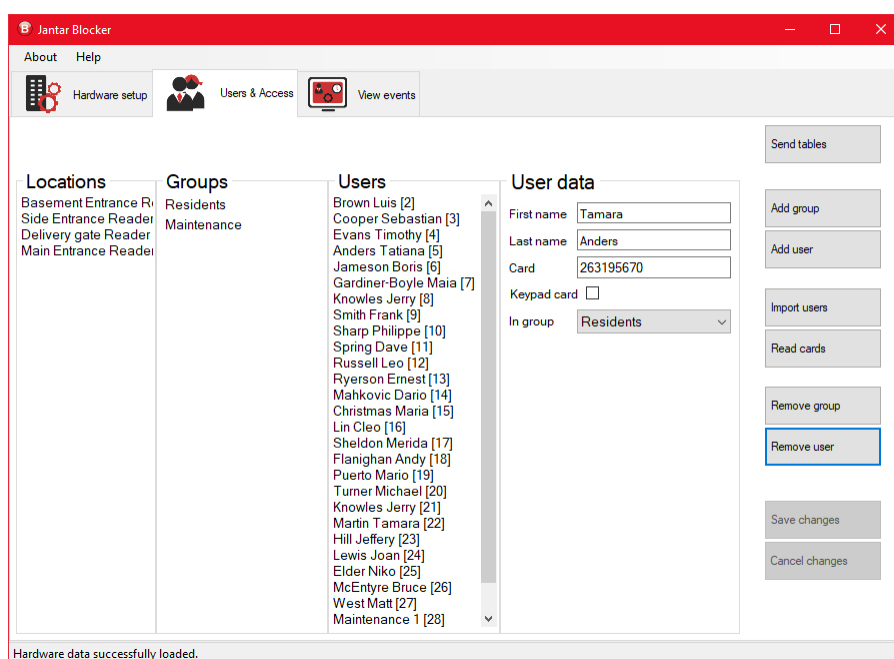 B Jantar Blocker
About Help
Hardware setup Users & Access View events
Send tables
Locations
Basement Entrance R
Side Entrance Reader
Delivery gate Reader
Main Entrance Reader
Groups
Residents
Maintenance
Users
Brown Luis [2]
Cooper Sebastian [3]
Evans Timothy [4]
Anders Tatiana [5]
Jameson Boris [6]
Gardiner-Boyle Maia [7]
Knowles Jerry [8]
Smith Frank [9]
Sharp Philippe [10]
Spring Dave [11]
Russell Leo [12]
Ryerson Ernest [13]
Mahkovic Dario [14]
Christmas Maria [15]
Lin Cleo [16]
Sheldon Merida [17]
Flanighan Andy [18]
Puerto Mario [19]
Turner Michael [20]
Knowles Jerry [21]
Martin Tamara [22]
Hill Jeffery [23]
Lewis Joan [24]
Elder Niko [25]
McEntyre Bruce [26]
West Matt [27]
Maintenance 1 [28]
User data
First name Tamara
Last name Anders
Card 263195670
Keypad card
In group Residents
Add group
Add user
Import users
Read cards
Remove group
Remove user
Save changes
Cancel changes
Hardware data successfully loaded.